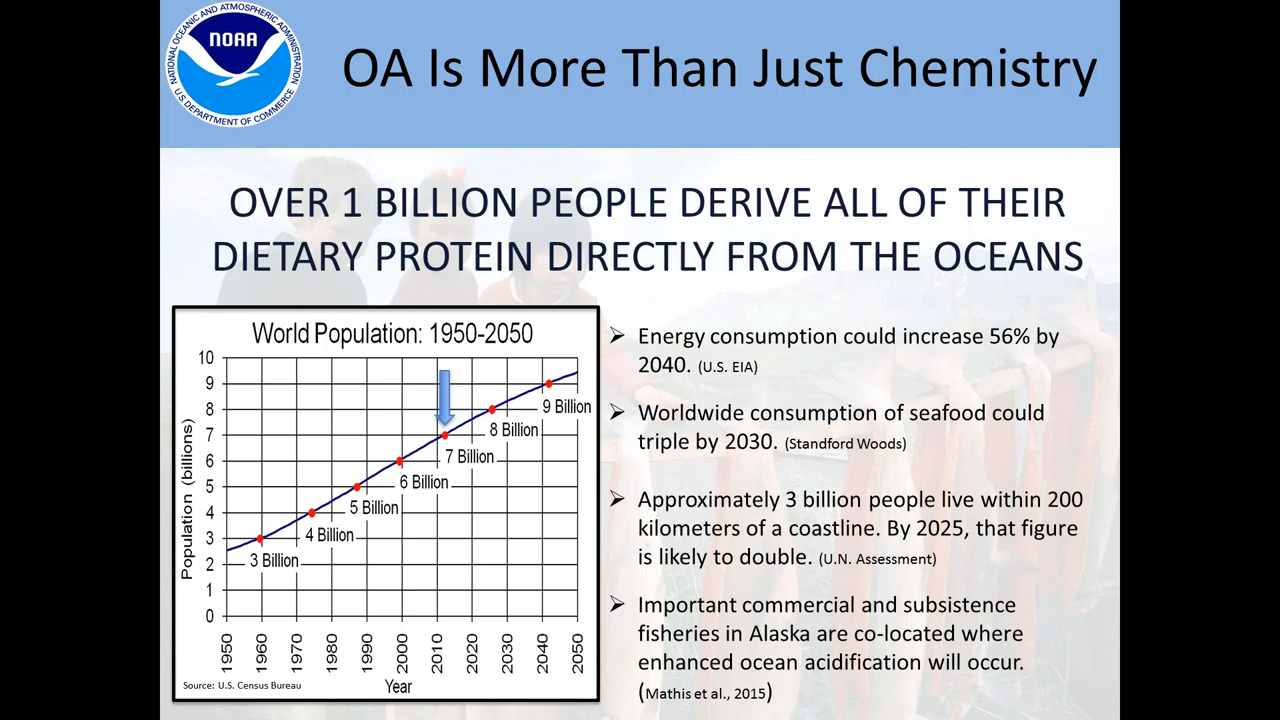 NATIONAL OCEANIC AND ATMOSPHERIC ADMINISTRATION
NOAA
U.S. DEPARTMENT OF COMMERCE
OA Is More Than Just Chemistry
OVER 1 BILLION PEOPLE DERIVE ALL OF THEIR
DIETARY PROTEIN DIRECTLY FROM THE OCEANS
World Population: 1950-2050
Population (billions)
10
9
8
7
6
5
4
3
2
1
0
9 Billion
8 Billion
7 Billion
6 Billion
5 Billion
4 Billion
3 Billion
1950 1960 1970 1980 1990 2000 2010 2020 2030 2040 2050
Year
Source: U.S. Census Bureau
➢ Energy consumption could increase 56% by
2040. (U.S. EIA)
➢ Worldwide consumption of seafood could
triple by 2030. (Standford Woods)
➢ Approximately 3 billion people live within 200
kilometers of a coastline. By 2025, that figure
is likely to double. (U.N. Assessment)
➢ Important commercial and subsistence
fisheries in Alaska are co-located where
enhanced ocean acidification will occur.
(Mathis et al., 2015)